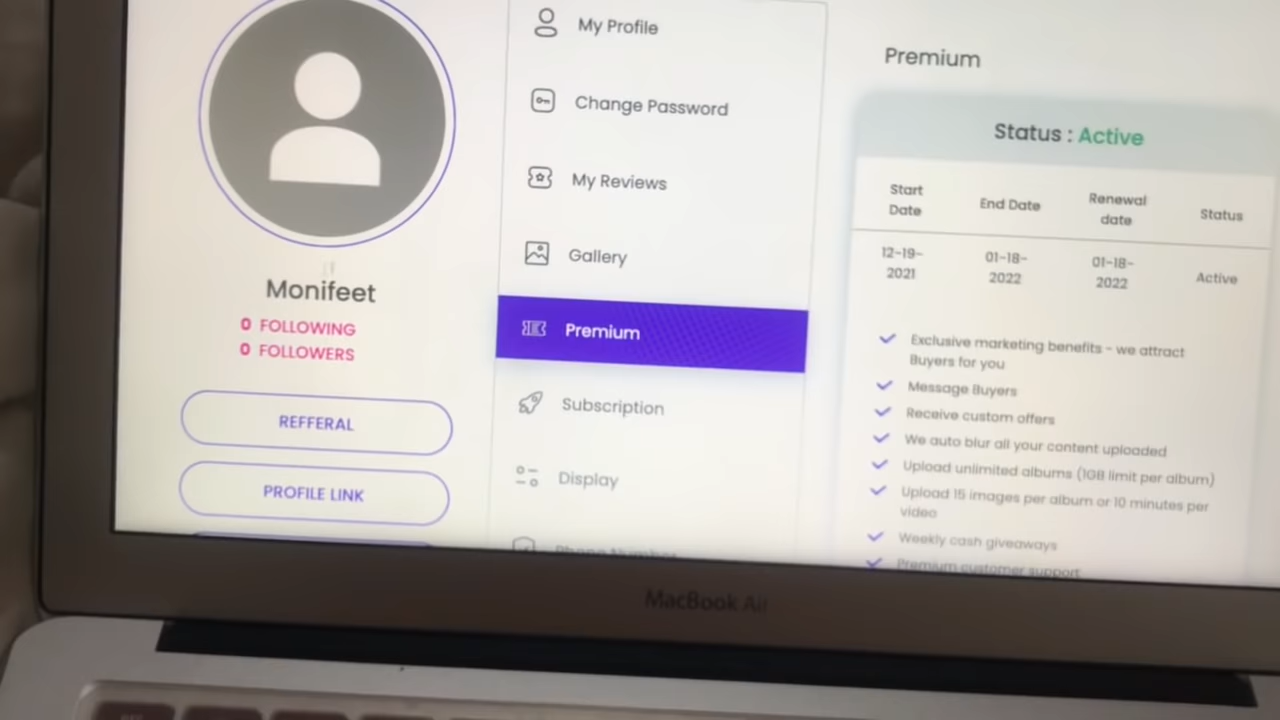 Monifeet
0 FOLLOWING
0 FOLLOWERS
REFFERAL
PROFILE LINK
My Profile
Change Password
My Reviews
Gallery
Premium
Subscription
Display
Phone Number
Premium
Status : Active
Start
Date
End Date
Renewal
date
Status
12-19-
2021
01-18-
2022
01-18-
2022
Active
Exclusive marketing benefits - we attract
Buyers for you
Message Buyers
Receive custom offers
We auto blur all your content uploaded
Upload unlimited albums (1GB limit per album)
Upload 15 images per album or 10 minutes per
video
Weekly cash giveaways
Premium customer support
MacBook Air